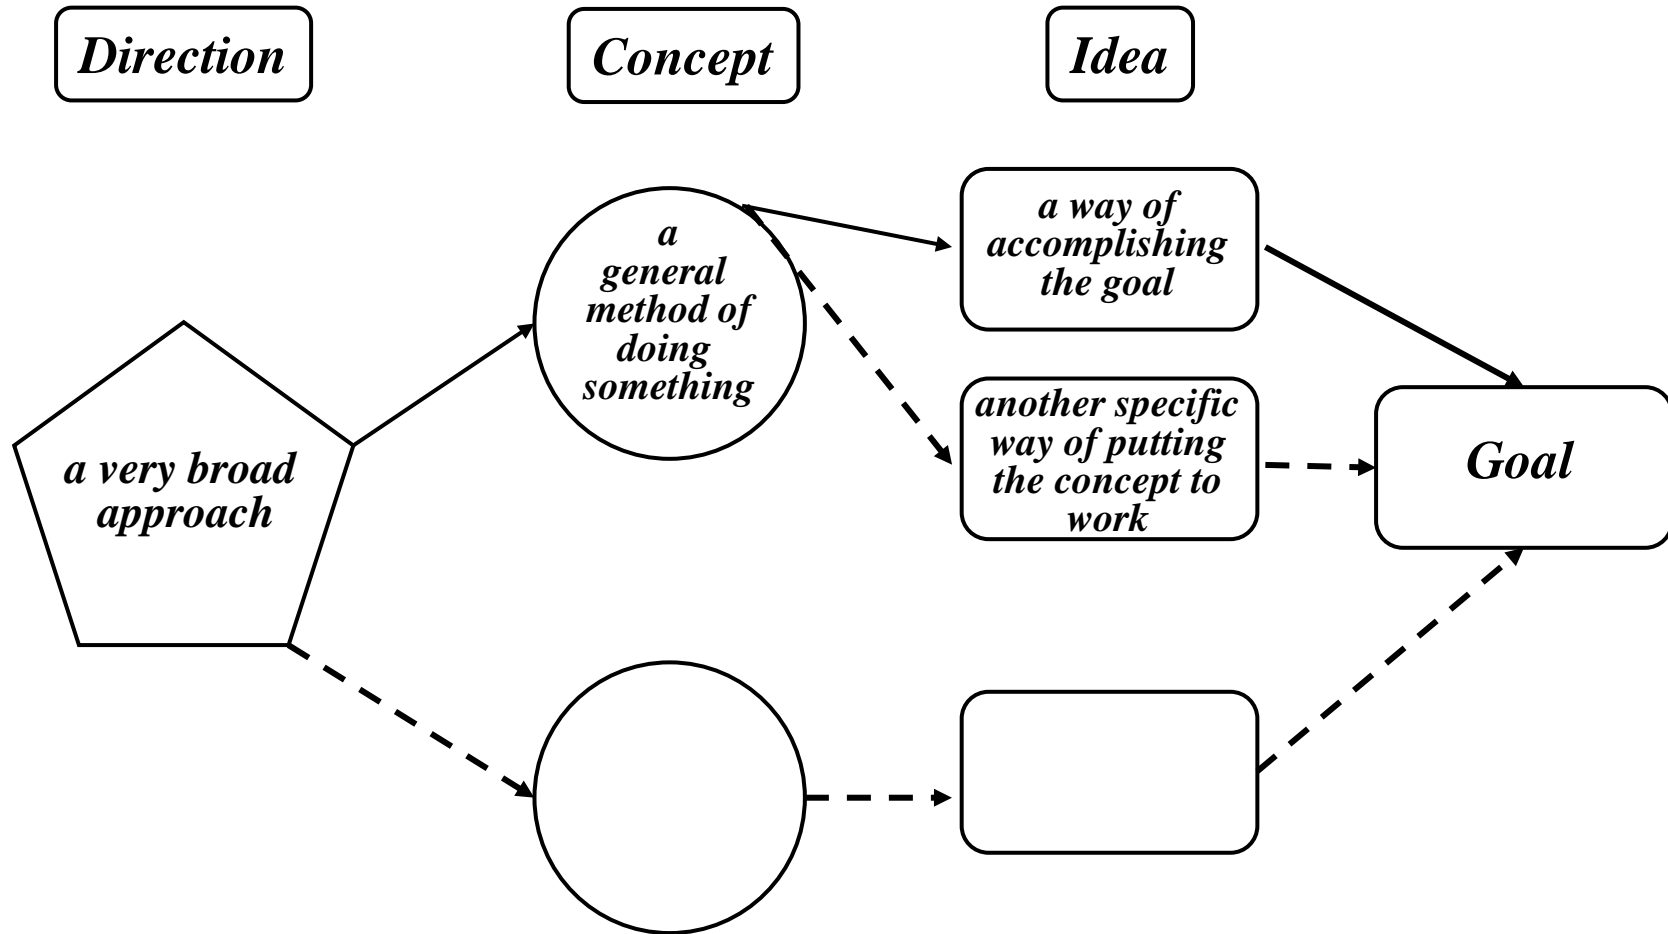 Direction
Concept
Idea
a very broad
approach
a
general
method of
doing
something
a way of
accomplishing
the goal
another specific
way of putting
the concept to
work
Goal